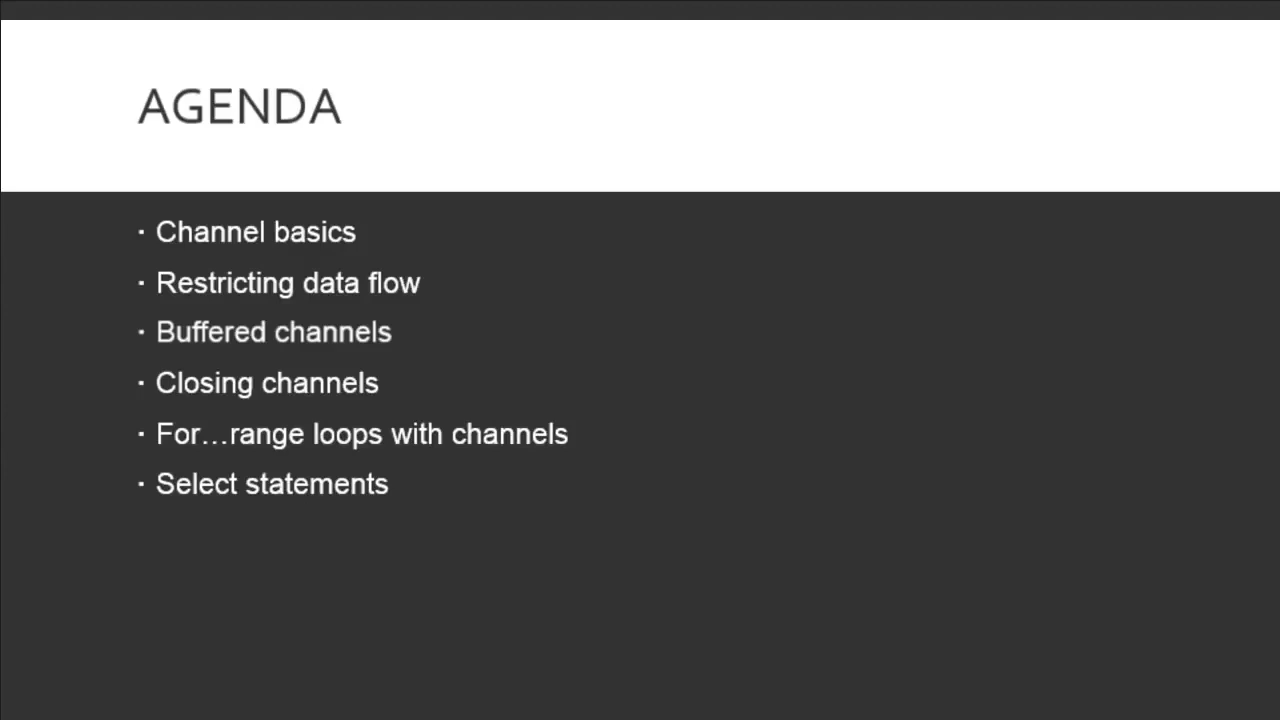 AGENDA
· Channel basics
· Restricting data flow
· Buffered channels
· Closing channels
· For…range loops with channels
· Select statements